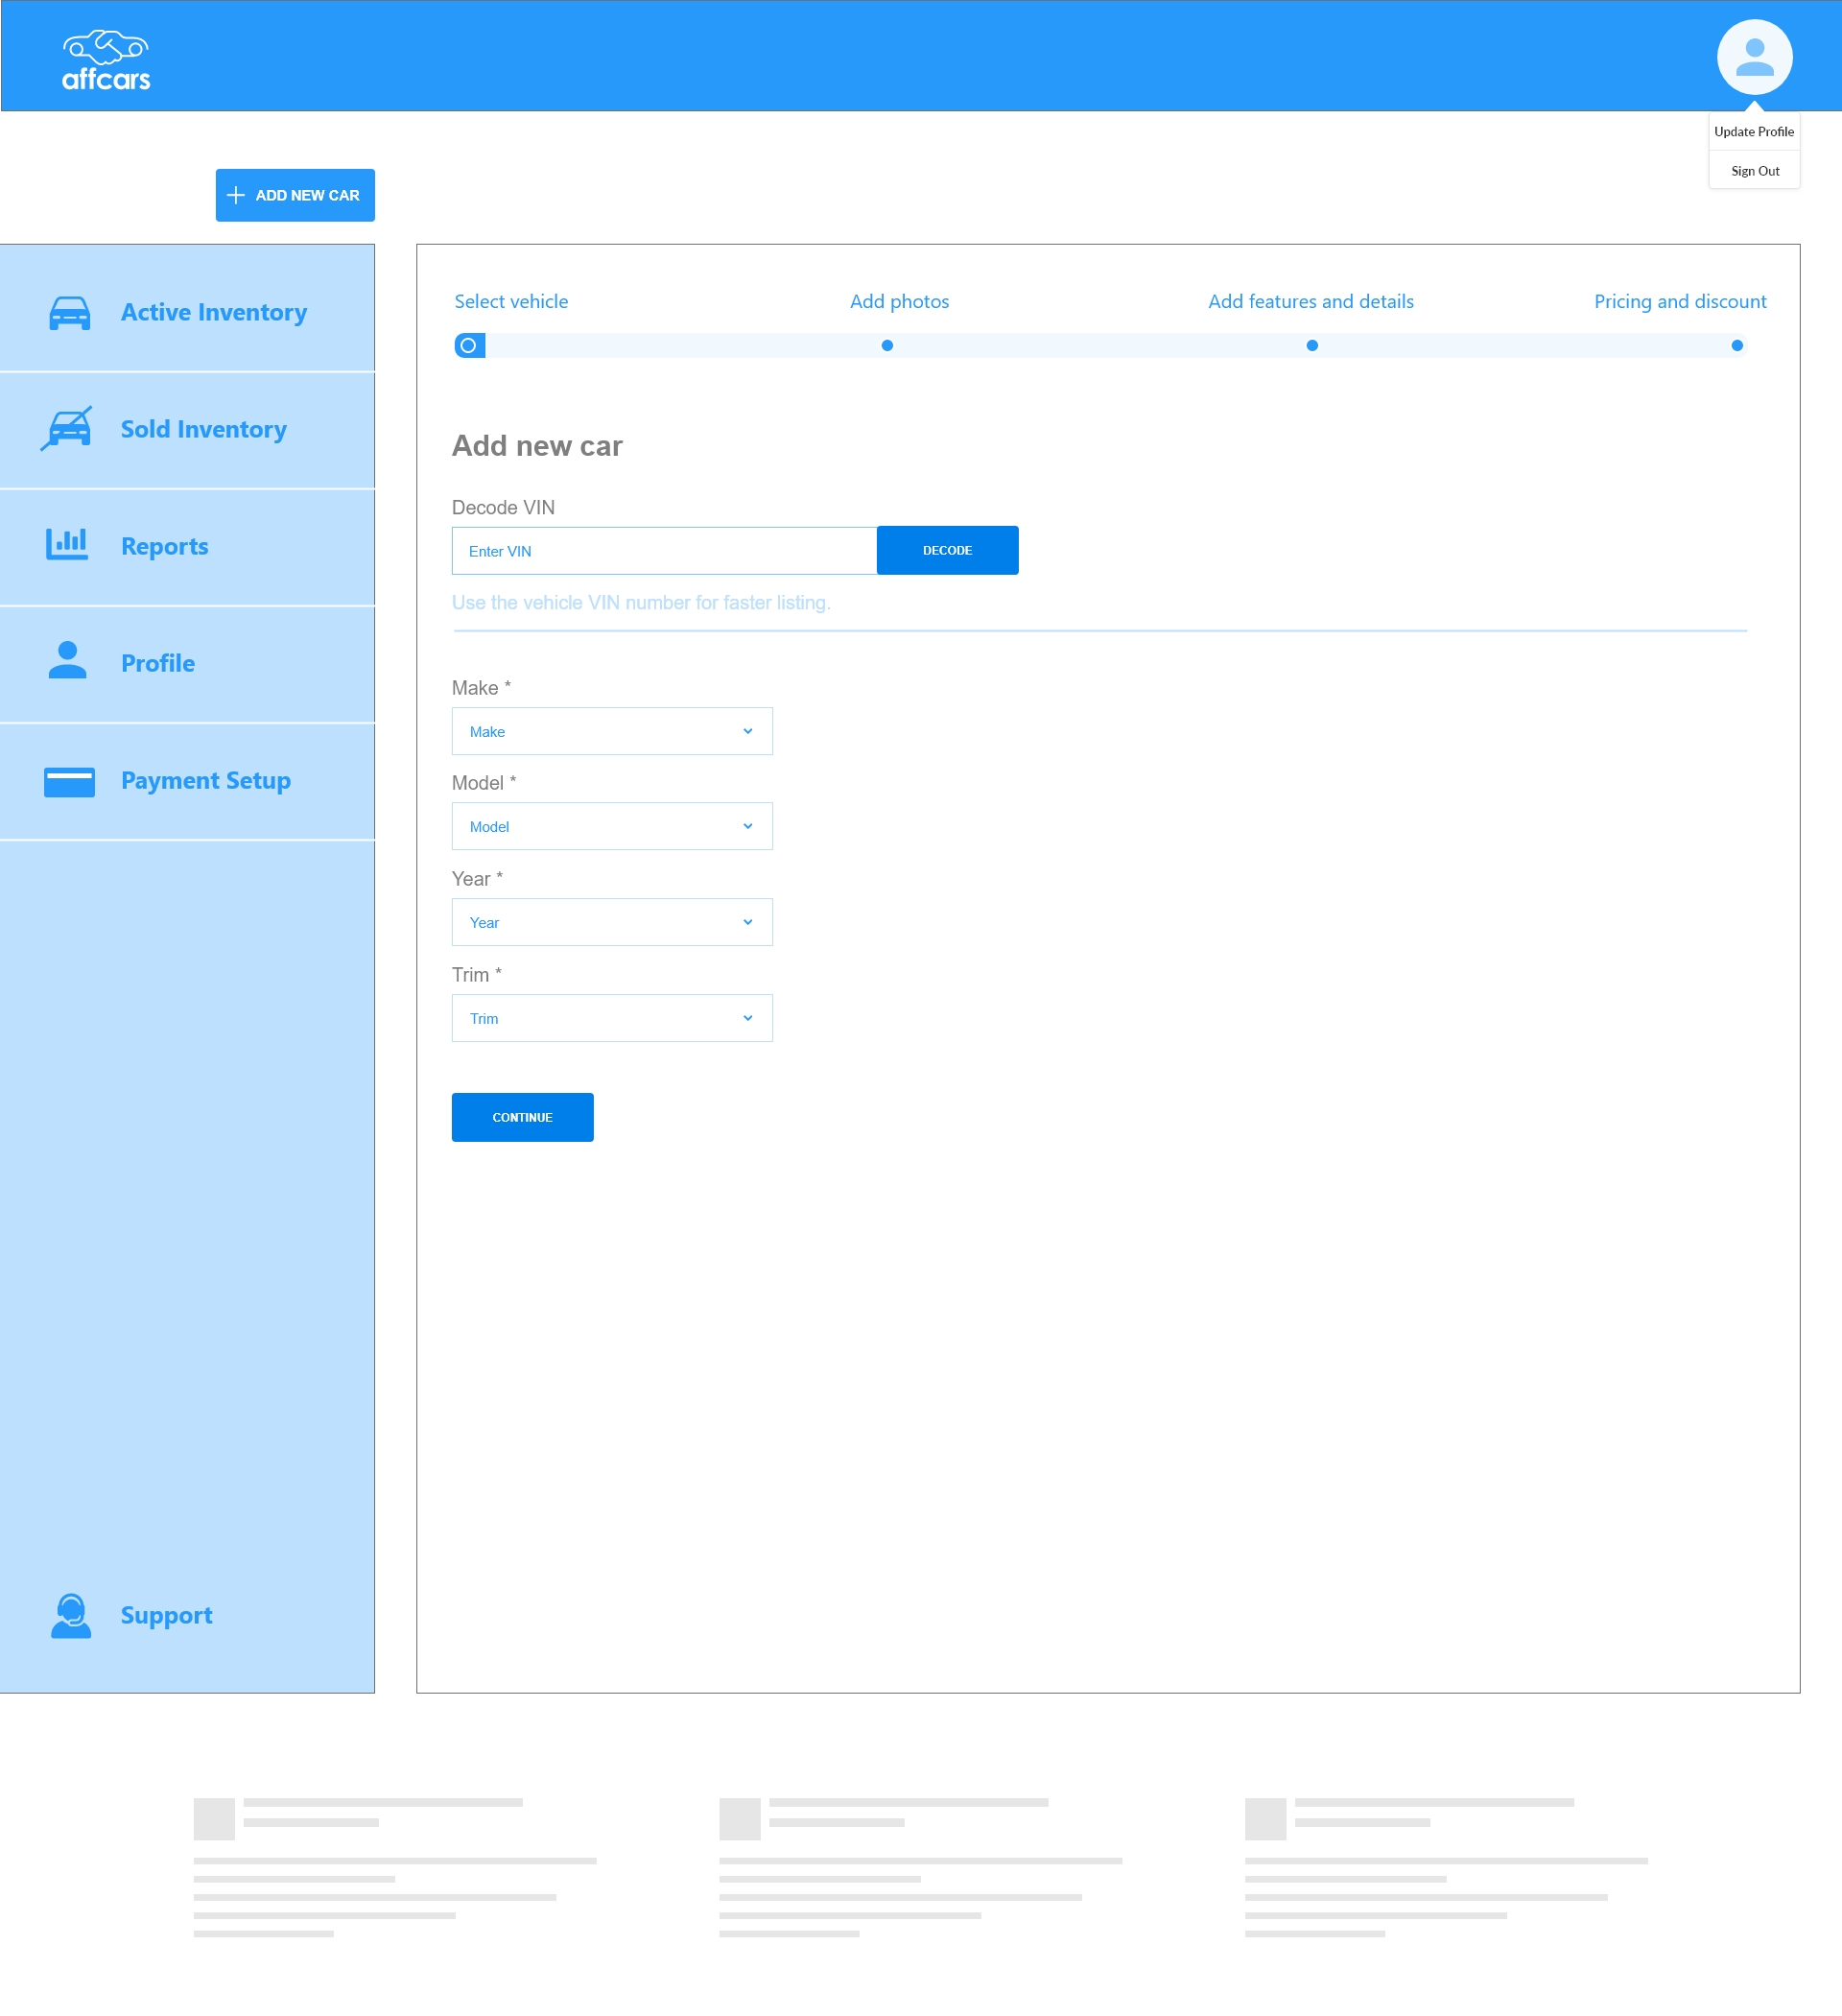 affcars
Update Profile
Sign Out
ADD NEW CAR
Active Inventory
Sold Inventory
Reports
Profile
Payment Setup
Support
Select vehicle
Add photos
Add features and details
Pricing and discount
Add new car
Decode VIN
Enter VIN
DECODE
Use the vehicle VIN number for faster listing.
Make *
Make
Model *
Model
Year *
Year
Trim *
Trim
CONTINUE